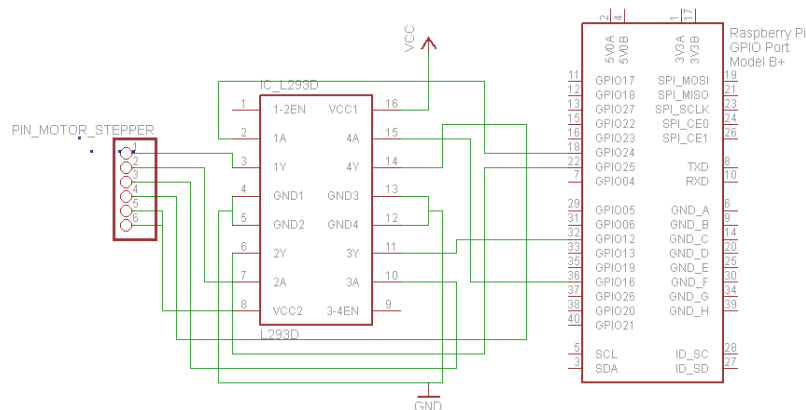 2 4 1 17
5V0A 5V0B 3V3A 3V3B
Raspberry Pi
GPIO Port
Model B+
VCC
IC_L293D
1 1-2EN VCC1 16
2 1A 4A 15
3 1Y 4Y 14
4 GND1 GND3 13
5 GND2 GND4 12
6 2Y 3Y 11
7 2A 3A 10
8 VCC2 3-4EN 9
L293D
PIN_MOTOR_STEPPER
1
2
3
4
5
6
11 GPIO17 SPI_MOSI 19
12 GPIO18 SPI_MISO 21
13 GPIO27 SPI_SCLK 23
15 GPIO22 SPI_CE0 24
16 GPIO23 SPI_CE1 26
18 GPIO24
22 GPIO25 TXD 8
7 GPIO04 RXD 10
29 GPIO05 GND_A 6
31 GPIO06 GND_B 9
32 GPIO12 GND_C 14
33 GPIO13 GND_D 20
35 GPIO19 GND_E 25
36 GPIO16 GND_F 30
37 GPIO26 GND_G 34
38 GPIO20 GND_H 39
40 GPIO21
5 SCL ID_SC 28
3 SDA ID_SD 27
GND